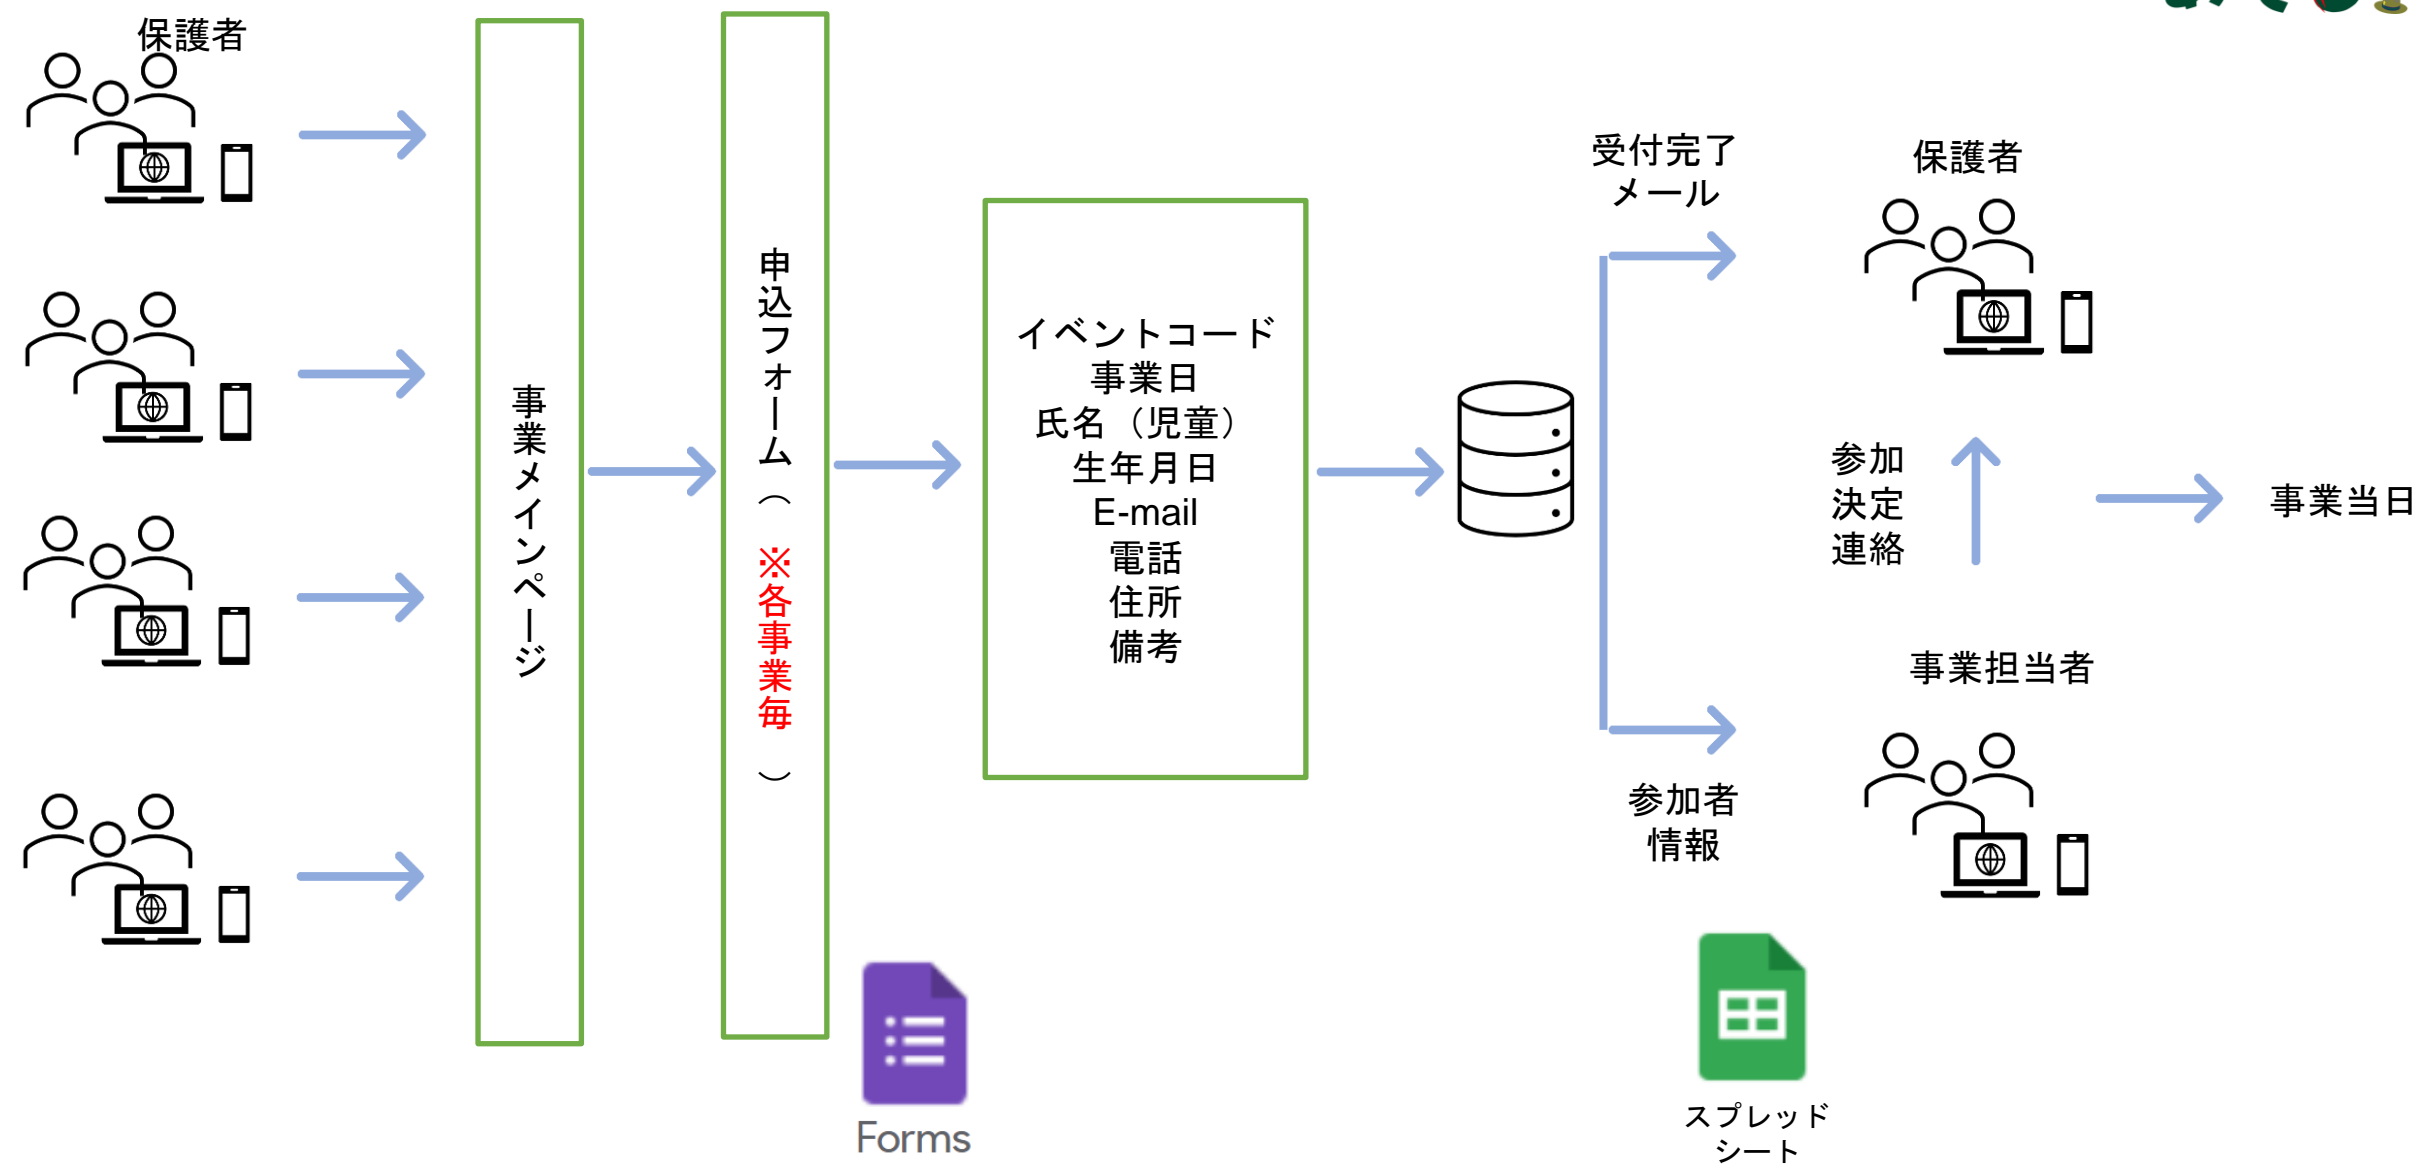 保護者
事業メインページ
申込フォーム（ ※各事業毎 ）
イベントコード
事業日
氏名（児童）
生年月日
E-mail
電話
住所
備考
受付完了
メール
保護者
参加
決定
連絡
事業当日
事業担当者
参加者
情報
Forms
スプレッド
シート